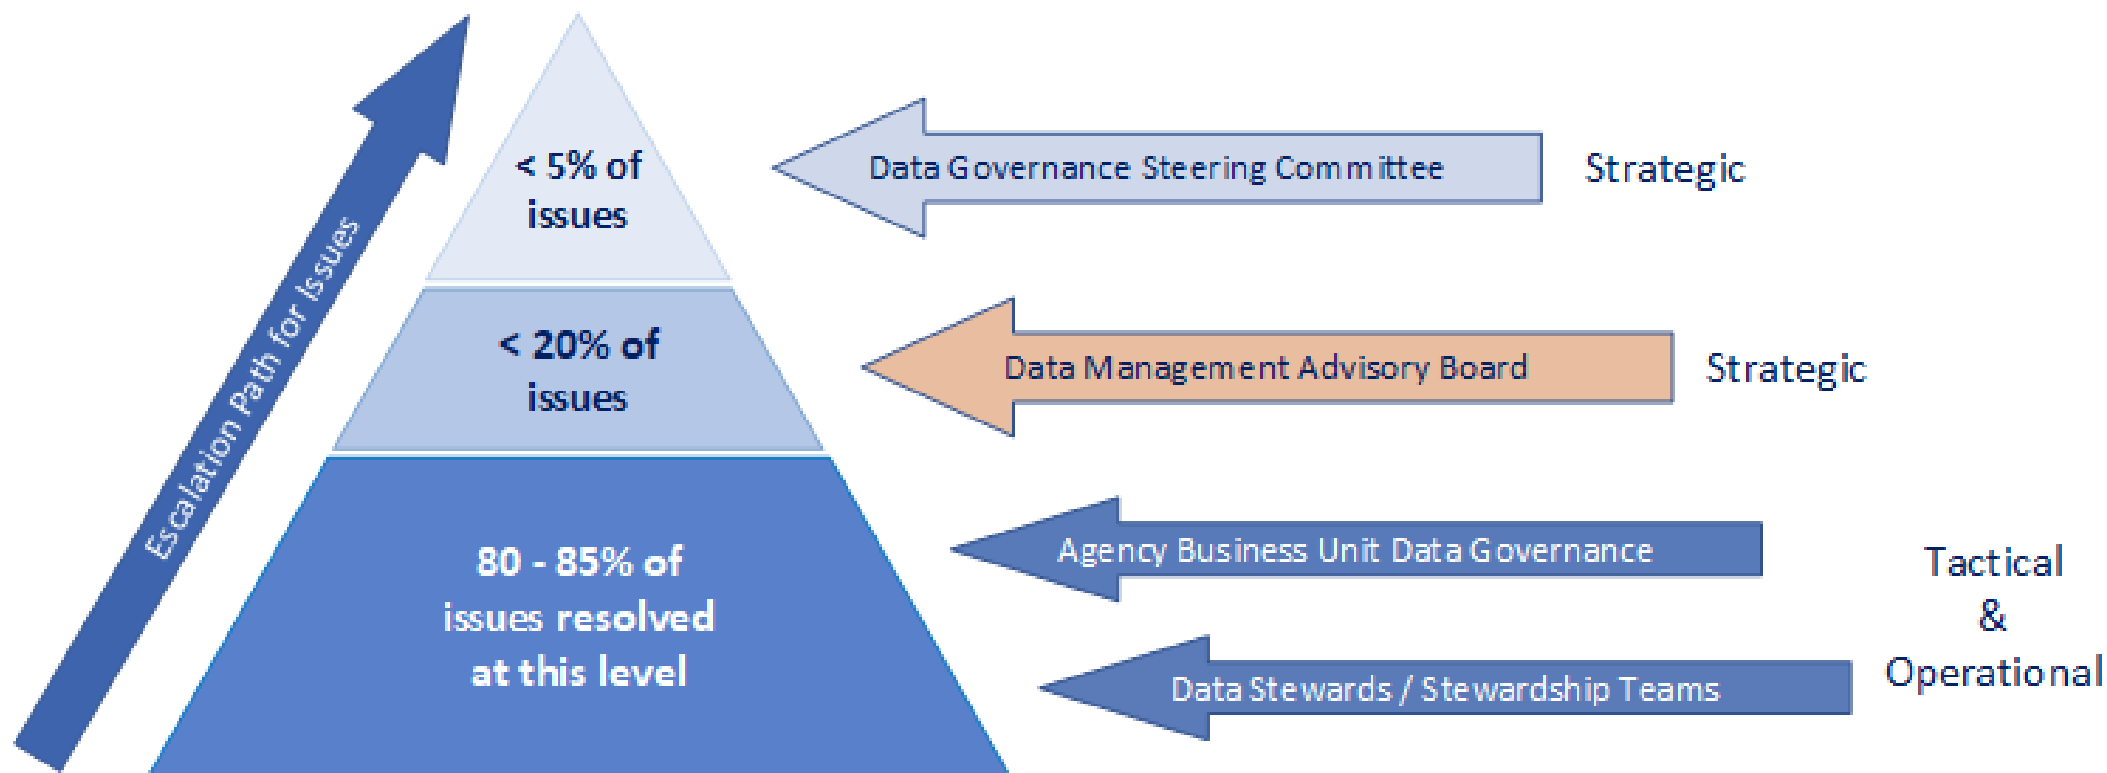 Escalation Path for Issues
< 5% of
issues
Data Governance Steering Committee
Strategic
< 20% of
issues
Data Management Advisory Board
Strategic
80 - 85% of
issues resolved
at this level
Agency Business Unit Data Governance
Data Stewards / Stewardship Teams
Tactical
&
Operational